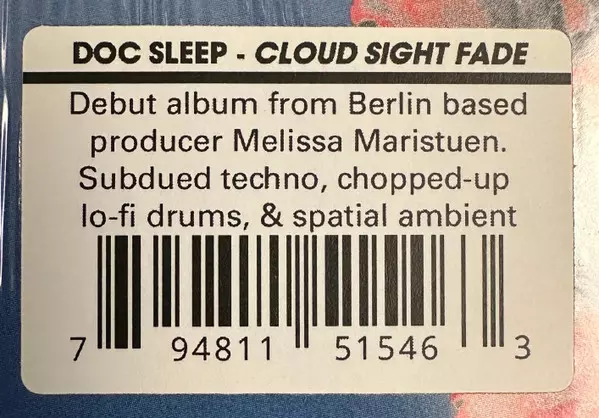 DOC SLEEP - CLOUD SIGHT FADE
Debut album from Berlin based
producer Melissa Maristuen.
Subdued techno, chopped-up
lo-fi drums, & spatial ambient
7 94811 51546 3